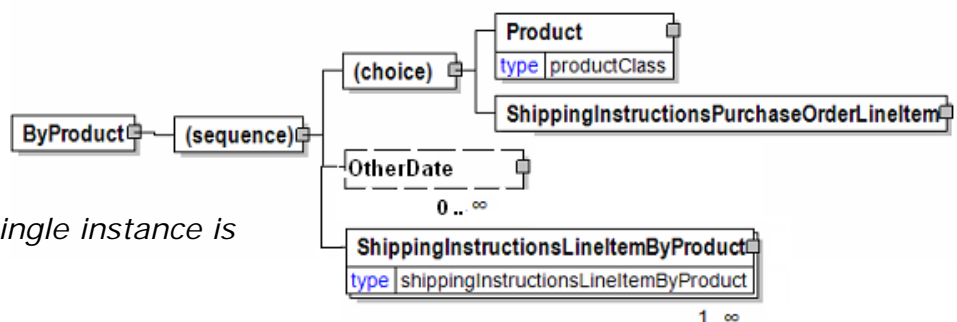 Product
type productClass
(choice)
ShippingInstructionsPurchaseOrderLineItem
ByProduct
(sequence)
OtherDate
0 .. ∞
ingle instance is
ShippingInstructionsLineItemByProduct
type shippingInstructionsLineItemByProduct
1 ∞